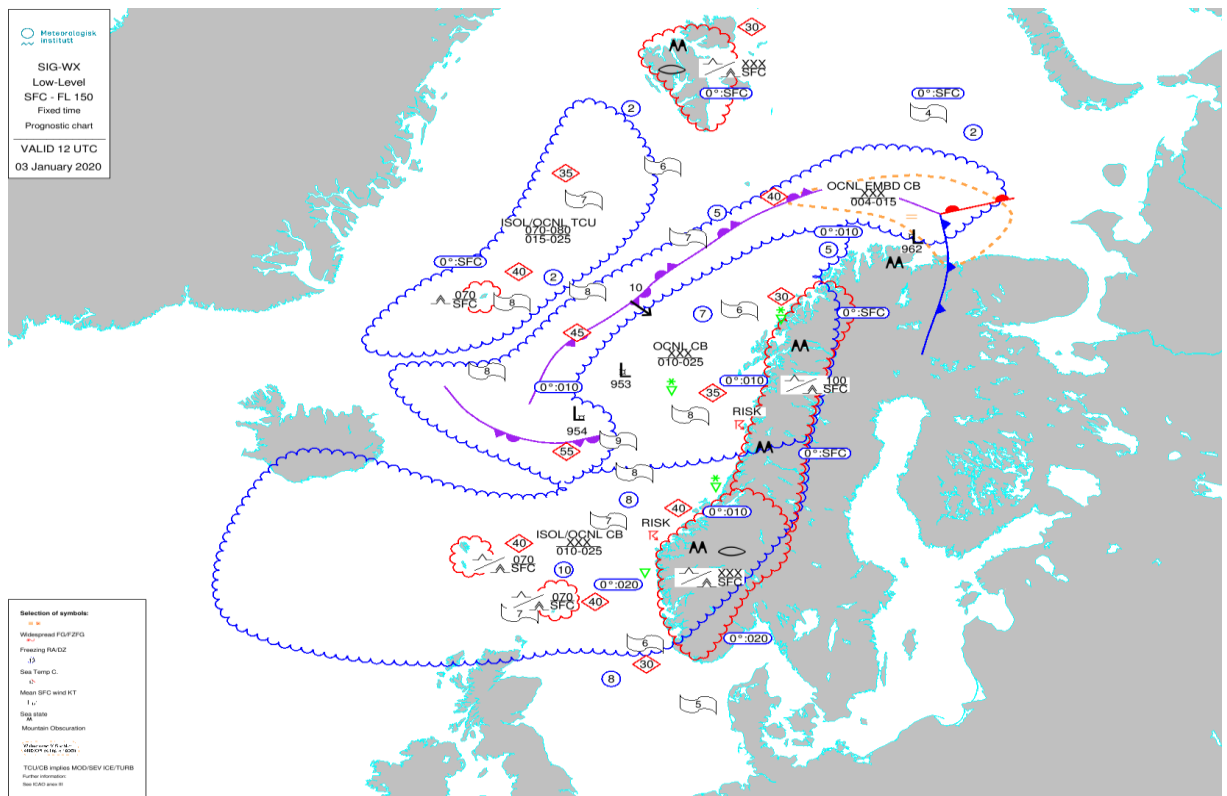 Meteorologisk
institutt
SIG-WX
Low-Level
SFC - FL 150
Fixed time
Prognostic chart
VALID 12 UTC
03 January 2020
30
XXX
SFC
0°:SFC
2
0°:SFC
4
2
6
35
7
ISOL/OCNL TCU
070-080
015-025
0°:SFC
40
2
070
SFC
8
8
5
7
40
OCNL EMBD CB
XXX
004-015
0°:010
5
L
962
10
45
7
6
30
0°:SFC
OCNL CB
XXX
010-025
8
0°:010
L
953
0°:010
35
100
SFC
8
RISK
L
954
9
55
8
0°:SFC
8
40
0°:010
7
RISK
ISOL/OCNL CB
XXX
010-025
40
070
SFC
10
0°:020
XXX
SFC
070
SFC
40
7
6
0°:020
30
8
5
Selection of symbols:
Widespread FG/FZFG
Freezing RA/DZ
Sea Temp C.
Mean SFC wind KT
Sea state
Mountain Obscuration
TCU/CB implies MOD/SEV ICE/TURB
Further information:
See ICAO anex III